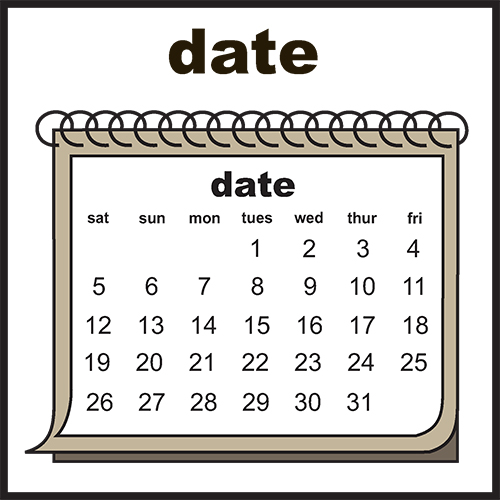 date
date
sat sun mon tues wed thur fri
1 2 3 4
5 6 7 8 9 10 11
12 13 14 15 16 17 18
19 20 21 22 23 24 25
26 27 28 29 30 31